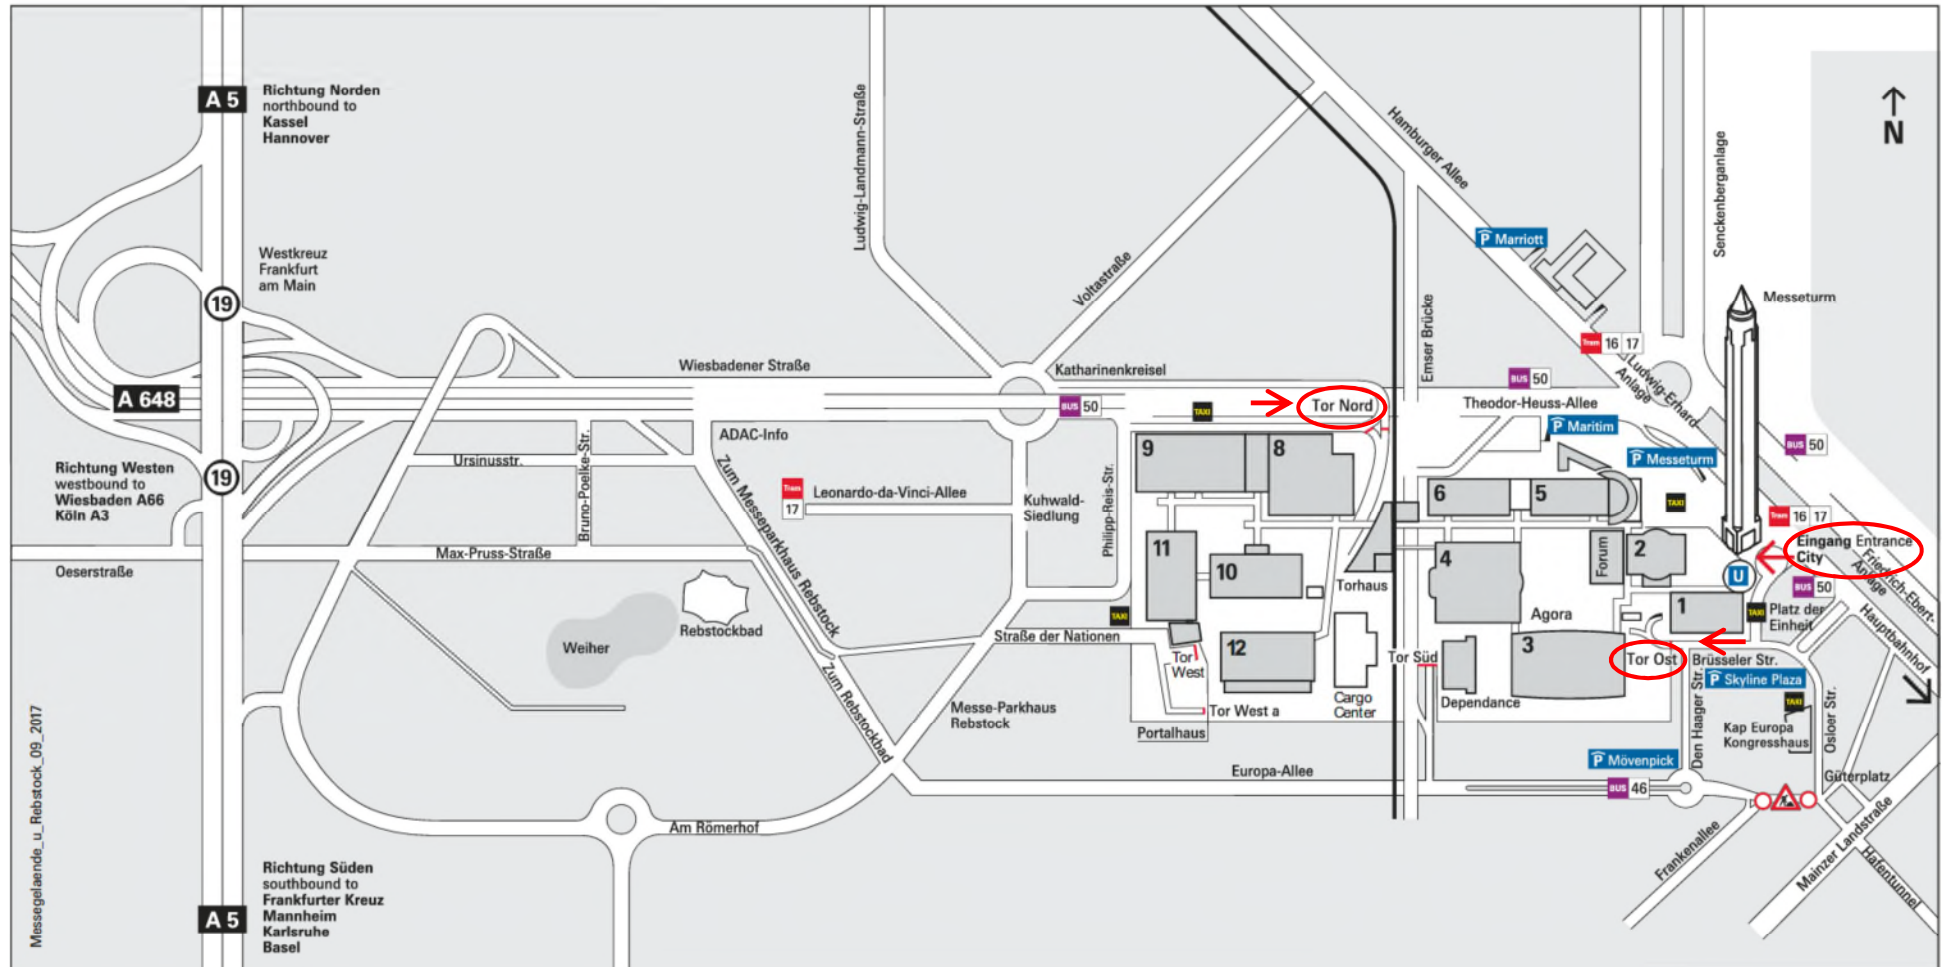 A 5
Richtung Norden
northbound to
Kassel
Hannover
Westkreuz
Frankfurt
am Main
19
A 648
19
Richtung Westen
westbound to
Wiesbaden A66
Köln A3
Oeserstraße
Messegelaende_u_Rebstock_09_2017
A 5
Richtung Süden
southbound to
Frankfurter Kreuz
Mannheim
Karlsruhe
Basel
Ludwig-Landmann-Straße
Voltastraße
Wiesbadener Straße
Katharinenkreisel
BUS 50
TAXI
Tor Nord
ADAC-Info
Ursinusstr.
Bruno-Poelke-Str.
Max-Pruss-Straße
Zum Messeparkhaus Rebstock
Tram
17
Leonardo-da-Vinci-Allee
Kuhwald-
Siedlung
Philipp-Reis-Str.
Weiher
Rebstockbad
Zum Rebstockbad
TAXI
Straße der Nationen
Messe-Parkhaus
Rebstock
Am Römerhof
9
8
11
10
12
Tor
West
Tor West a
Portalhaus
Torhaus
Cargo
Center
Tor Süd
Europa-Allee
Hamburger Allee
Senckenberganlage
N
P Marriott
Emser Brücke
Messeturm
Tram 16 17
Ludwig-Erhard-
Anlage
BUS 50
Theodor-Heuss-Allee
P Maritim
P Messeturm
BUS 50
TAXI
6
5
4
Forum
2
Tram 16 17
Eingang Entrance
City
Friedrich-Ebert-
Anlage
U
BUS 50
1
TAXI
Platz der
Einheit
Hauptbahnhof
Agora
3
Tor Ost
Brüsseler Str.
P Skyline Plaza
TAXI
Dependance
Den Haager Str.
Kap Europa
Kongresshaus
Osloer Str.
P Mövenpick
BUS 46
Güterplatz
Frankenallee
Mainzer Landstraße
Hafentunnel